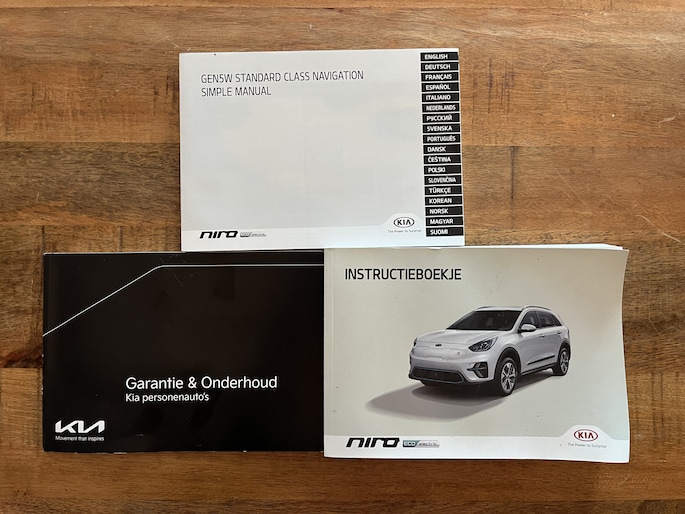 GEN5W STANDARD CLASS NAVIGATION
SIMPLE MANUAL
ENGLISH
DEUTSCH
FRANÇAIS
ESPAÑOL
ITALIANO
NEDERLANDS
РУССКИЙ
SVENSKA
PORTUGUÊS
DANSK
ČEŠTINA
POLSKI
SLOVENČINA
TÜRKÇE
KOREAN
NORSK
MAGYAR
SUOMI
NIRO
KIA
The Power to Surprise
Garantie & Onderhoud
Kia personenauto's
KIA
Movement that inspires
INSTRUCTIEBOEKJE
NIRO
eco electric
KIA
The Power to Surprise